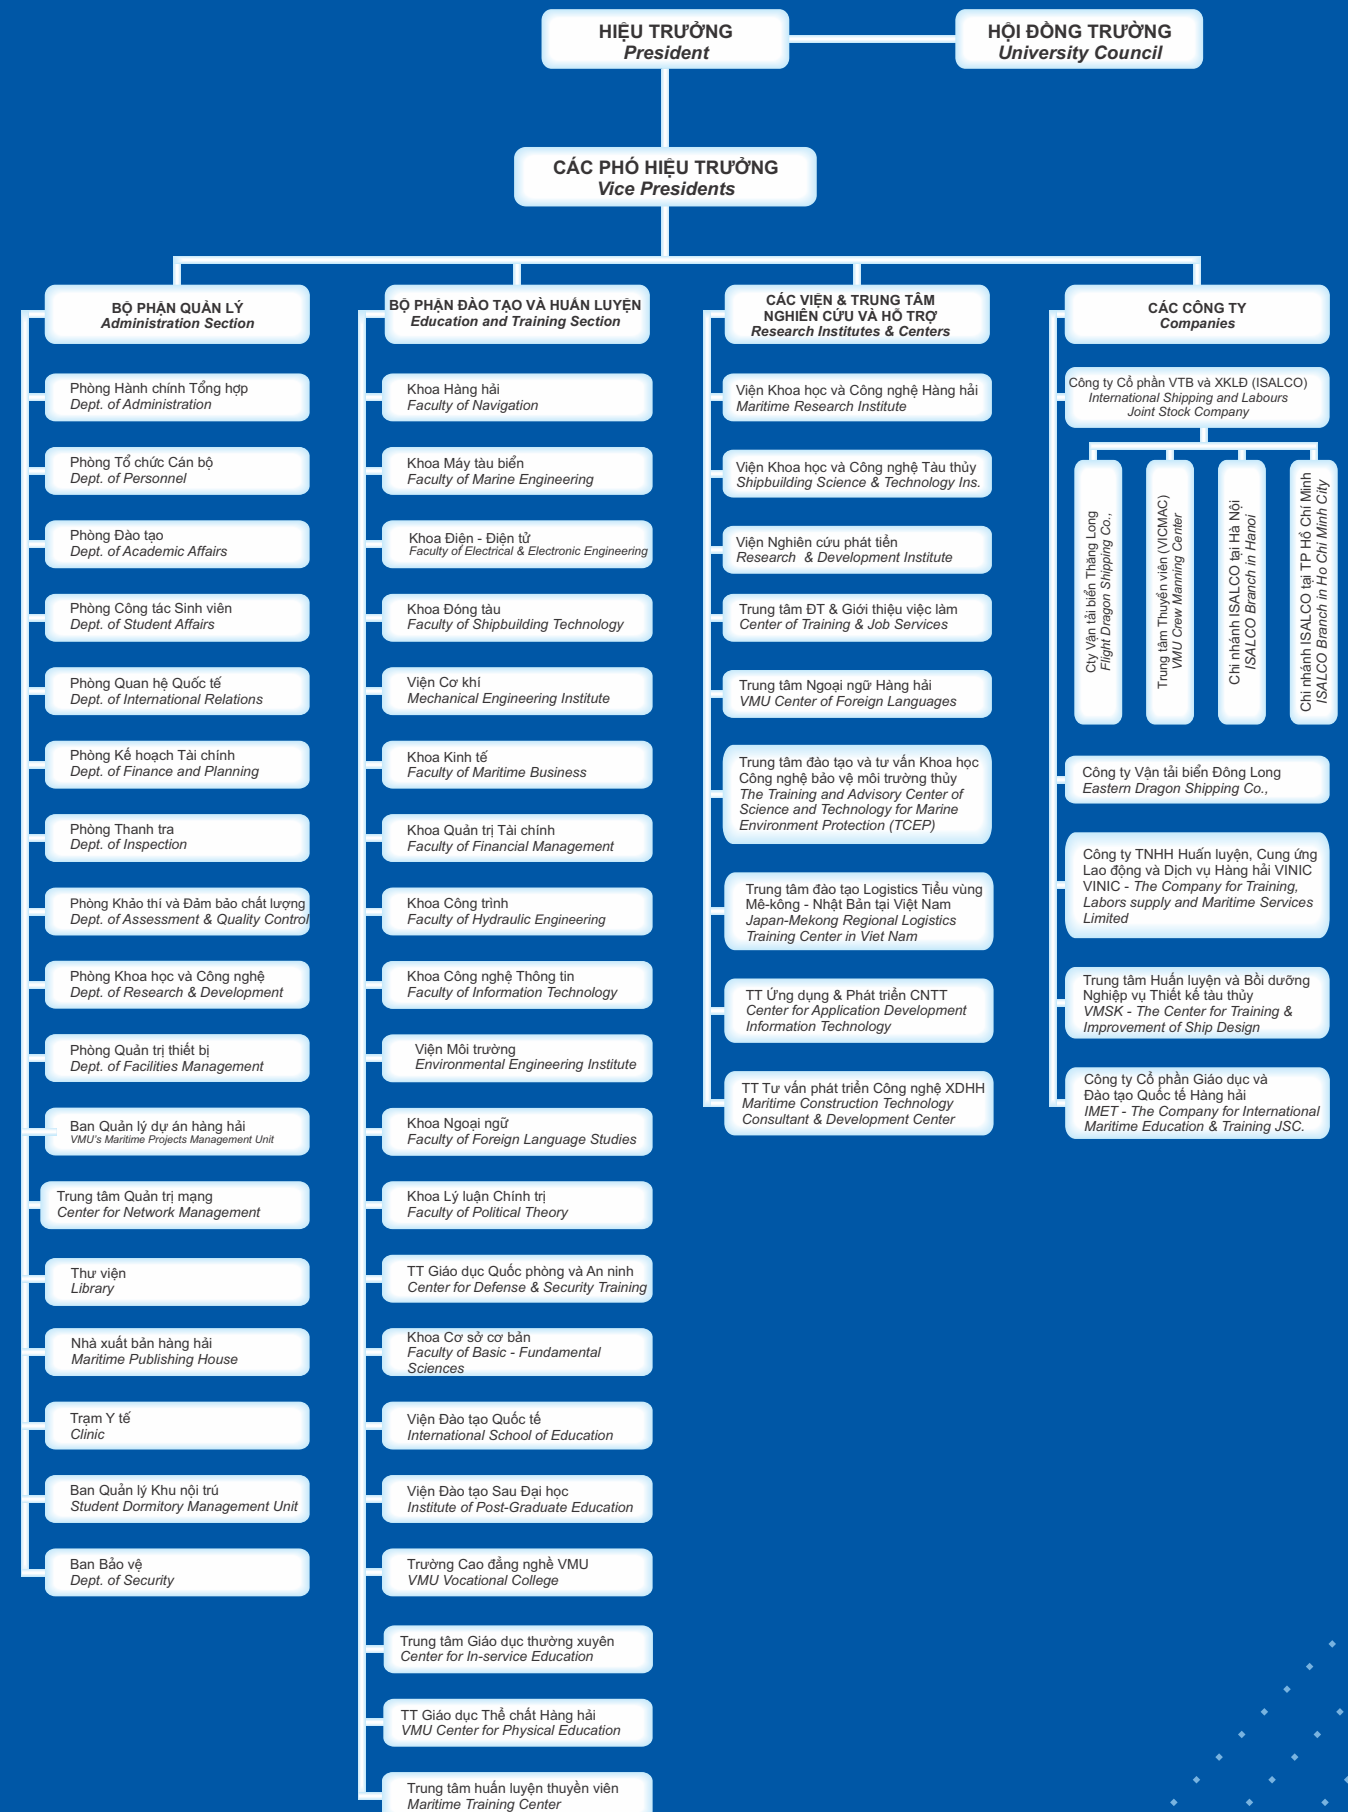 HIỆU TRƯỞNG
President
HỘI ĐỒNG TRƯỜNG
University Council
CÁC PHÓ HIỆU TRƯỞNG
Vice Presidents
BỘ PHẬN QUẢN LÝ
Administration Section
Phòng Hành chính Tổng hợp
Dept. of Administration
Phòng Tổ chức Cán bộ
Dept. of Personnel
Phòng Đào tạo
Dept. of Academic Affairs
Phòng Công tác Sinh viên
Dept. of Student Affairs
Phòng Quan hệ Quốc tế
Dept. of International Relations
Phòng Kế hoạch Tài chính
Dept. of Finance and Planning
Phòng Thanh tra
Dept. of Inspection
Phòng Khảo thí và Đảm bảo chất lượng
Dept. of Assessment & Quality Control
Phòng Khoa học và Công nghệ
Dept. of Research & Development
Phòng Quản trị thiết bị
Dept. of Facilities Management
Ban Quản lý dự án hàng hải
VMU's Maritime Projects Management Unit
Trung tâm Quản trị mạng
Center for Network Management
Thư viện
Library
Nhà xuất bản hàng hải
Maritime Publishing House
Trạm Y tế
Clinic
Ban Quản lý Khu nội trú
Student Dormitory Management Unit
Ban Bảo vệ
Dept. of Security
BỘ PHẬN ĐÀO TẠO VÀ HUẤN LUYỆN
Education and Training Section
Khoa Hàng hải
Faculty of Navigation
Khoa Máy tàu biển
Faculty of Marine Engineering
Khoa Điện - Điện tử
Faculty of Electrical & Electronic Engineering
Khoa Đóng tàu
Faculty of Shipbuilding Technology
Viện Cơ khí
Mechanical Engineering Institute
Khoa Kinh tế
Faculty of Maritime Business
Khoa Quản trị Tài chính
Faculty of Financial Management
Khoa Công trình
Faculty of Hydraulic Engineering
Khoa Công nghệ Thông tin
Faculty of Information Technology
Viện Môi trường
Environmental Engineering Institute
Khoa Ngoại ngữ
Faculty of Foreign Language Studies
Khoa Lý luận Chính trị
Faculty of Political Theory
TT Giáo dục Quốc phòng và An ninh
Center for Defense & Security Training
Khoa Cơ sở cơ bản
Faculty of Basic - Fundamental
Sciences
Viện Đào tạo Quốc tế
International School of Education
Viện Đào tạo Sau Đại học
Institute of Post-Graduate Education
Trường Cao đẳng nghề VMU
VMU Vocational College
Trung tâm Giáo dục thường xuyên
Center for In-service Education
TT Giáo dục Thể chất Hàng hải
VMU Center for Physical Education
Trung tâm huấn luyện thuyền viên
Maritime Training Center
CÁC VIỆN & TRUNG TÂM
NGHIÊN CỨU VÀ HỖ TRỢ
Research Institutes & Centers
Viện Khoa học và Công nghệ Hàng hải
Maritime Research Institute
Viện Khoa học và Công nghệ Tàu thủy
Shipbuilding Science & Technology Ins.
Viện Nghiên cứu phát tiển
Research & Development Institute
Trung tâm ĐT & Giới thiệu việc làm
Center of Training & Job Services
Trung tâm Ngoại ngữ Hàng hải
VMU Center of Foreign Languages
Trung tâm đào tạo và tư vấn Khoa học
Công nghệ bảo vệ môi trường thủy
The Training and Advisory Center of
Science and Technology for Marine
Environment Protection (TCEP)
Trung tâm đào tạo Logistics Tiểu vùng
Mê-kông - Nhật Bản tại Việt Nam
Japan-Mekong Regional Logistics
Training Center in Viet Nam
TT Ứng dụng & Phát triển CNTT
Center for Application Development
Information Technology
TT Tư vấn phát triển Công nghệ XDHH
Maritime Construction Technology
Consultant & Development Center
CÁC CÔNG TY
Companies
Công ty Cổ phần VTB và XKLĐ (ISALCO)
International Shipping and Labours
Joint Stock Company
Cty Vận tải biển Thăng Long
Flight Dragon Shipping Co.,
Trung tâm Thuyền viên (VICMAC)
VMU Crew Manning Center
Chi nhánh ISALCO tại Hà Nội
ISALCO Branch in Hanoi
Chi nhánh ISALCO tại TP Hồ Chí Minh
ISALCO Branch in Ho Chi Minh City
Công ty Vận tải biển Đông Long
Eastern Dragon Shipping Co.,
Công ty TNHH Huấn luyện, Cung ứng
Lao động và Dịch vụ Hàng hải VINIC
VINIC - The Company for Training,
Labors supply and Maritime Services
Limited
Trung tâm Huấn luyện và Bồi dưỡng
Nghiệp vụ Thiết kế tàu thủy
VMSK - The Center for Training &
Improvement of Ship Design
Công ty Cổ phần Giáo dục và
Đào tạo Quốc tế Hàng hải
IMET - The Company for International
Maritime Education & Training JSC.